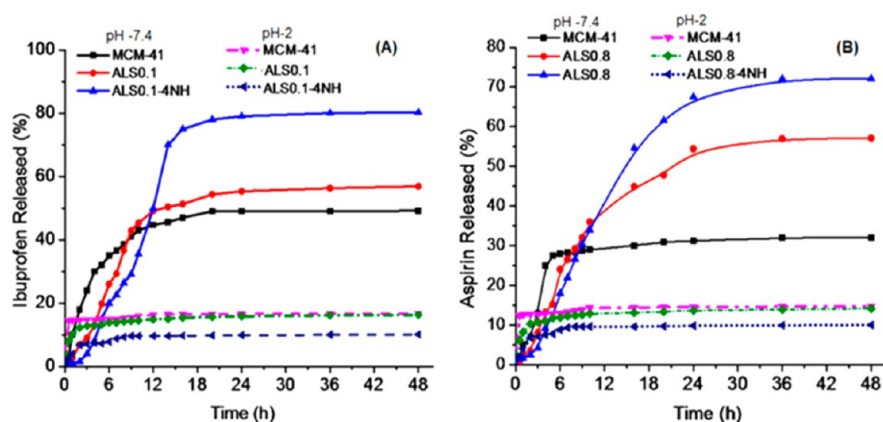 pH -7.4 pH-2
MCM-41 MCM-41 (A)
ALS0.1 ALS0.1
ALS0.1-4NH ALS0.1-4NH
100
80
60
40
20
0
Ibuprofen Released (%)
0 6 12 18 24 30 36 42 48
Time (h)
pH -7.4 pH-2
MCM-41 MCM-41 (B)
ALS0.8 ALS0.8
ALS0.8 ALS0.8-4NH
80
70
60
50
40
30
20
10
0
Aspirin Released (%)
0 6 12 18 24 30 36 42 48
Time (h)